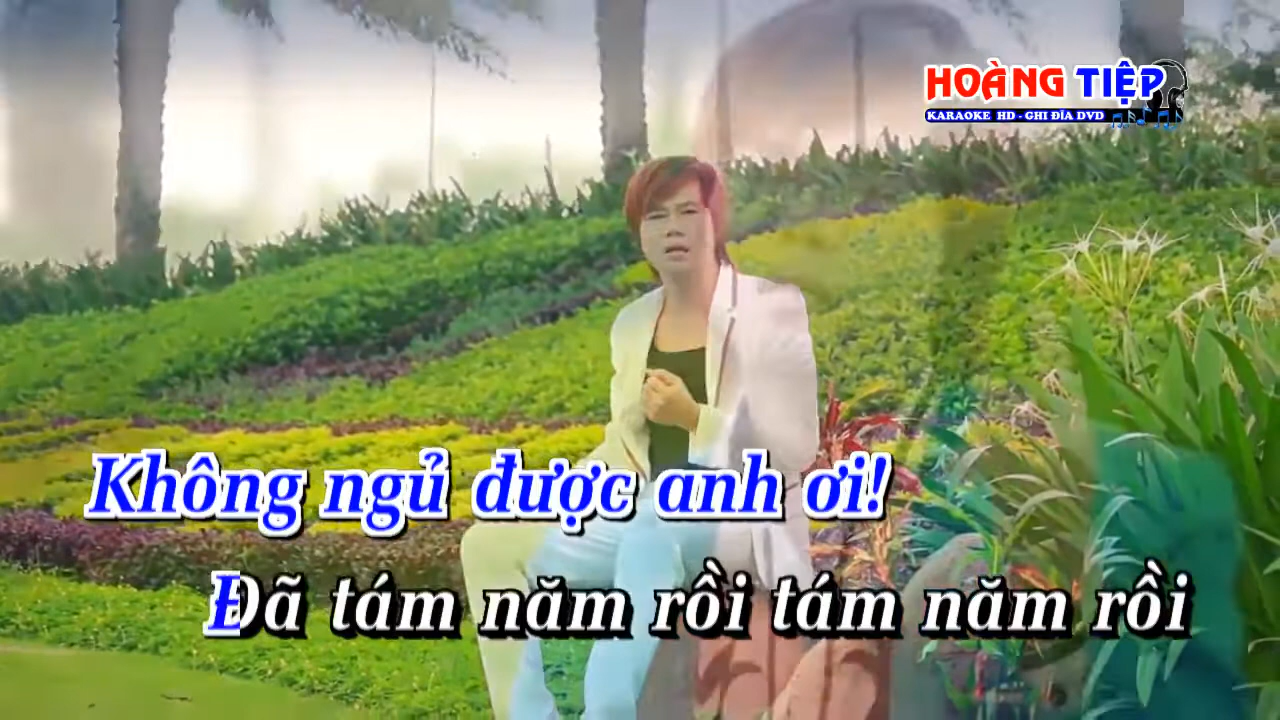 HOÀNG TIỆP
KARAOKE HD - GHI ĐĨA DVD
Không ngủ được anh ơi!
Đã tám năm rồi tám năm rồi